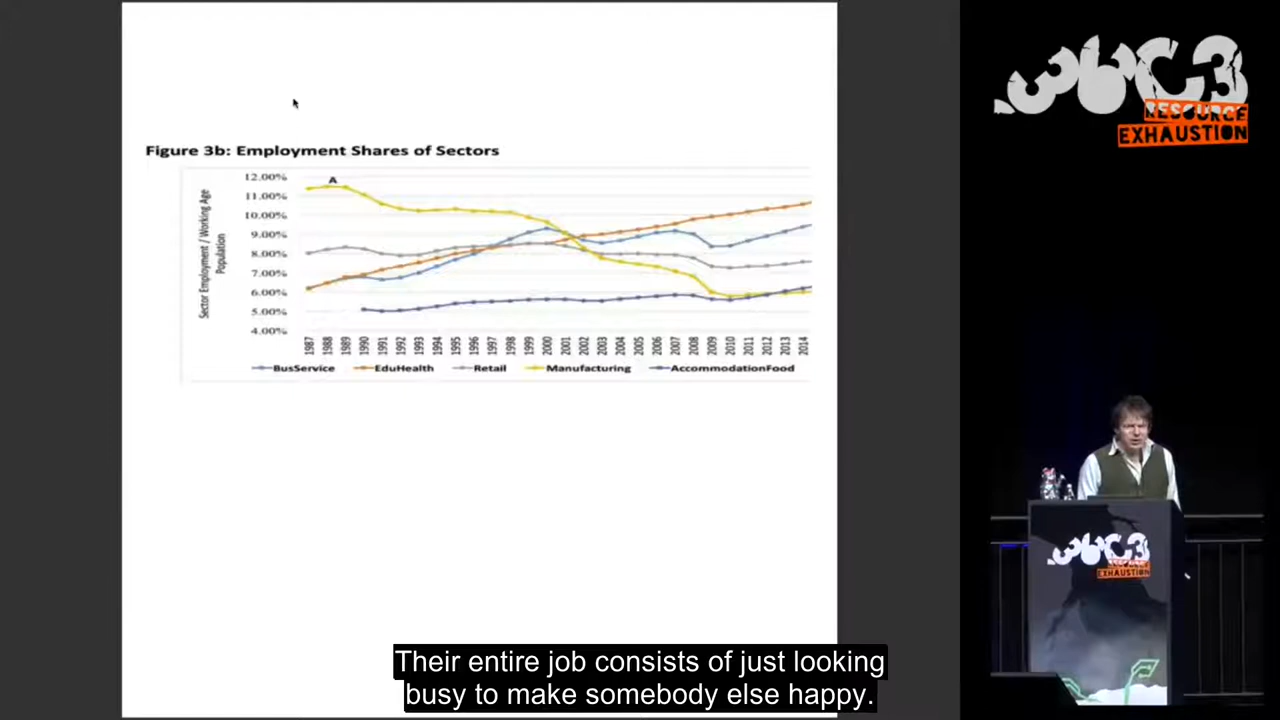 Figure 3b: Employment Shares of Sectors
A
12.00%
11.00%
10.00%
9.00%
8.00%
7.00%
6.00%
5.00%
4.00%
Sector Employment / Working Age
Population
1987 1988 1989 1990 1991 1992 1993 1994 1995 1996 1997 1998 1999 2000 2001 2002 2003 2004 2005 2006 2007 2008 2009 2010 2011 2012 2013 2014
BusService EduHealth Retail Manufacturing AccommodationFood
36C3
RESOURCE
EXHAUSTION
36C3
RESOURCE
EXHAUSTION
Their entire job consists of just looking
busy to make somebody else happy.